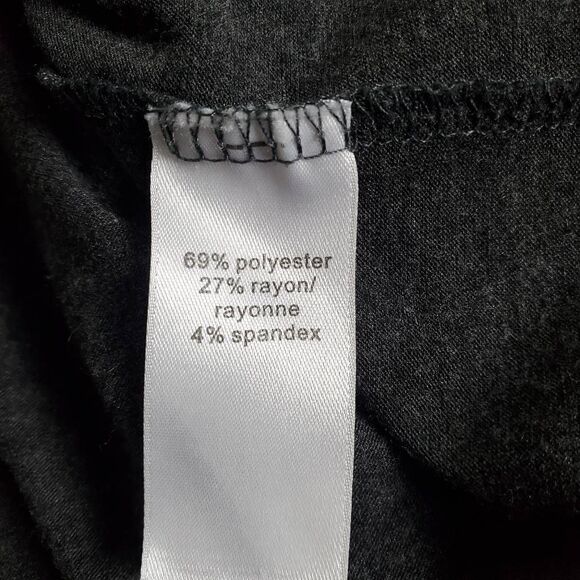 69% polyester
27% rayon/
rayonne
4% spandex